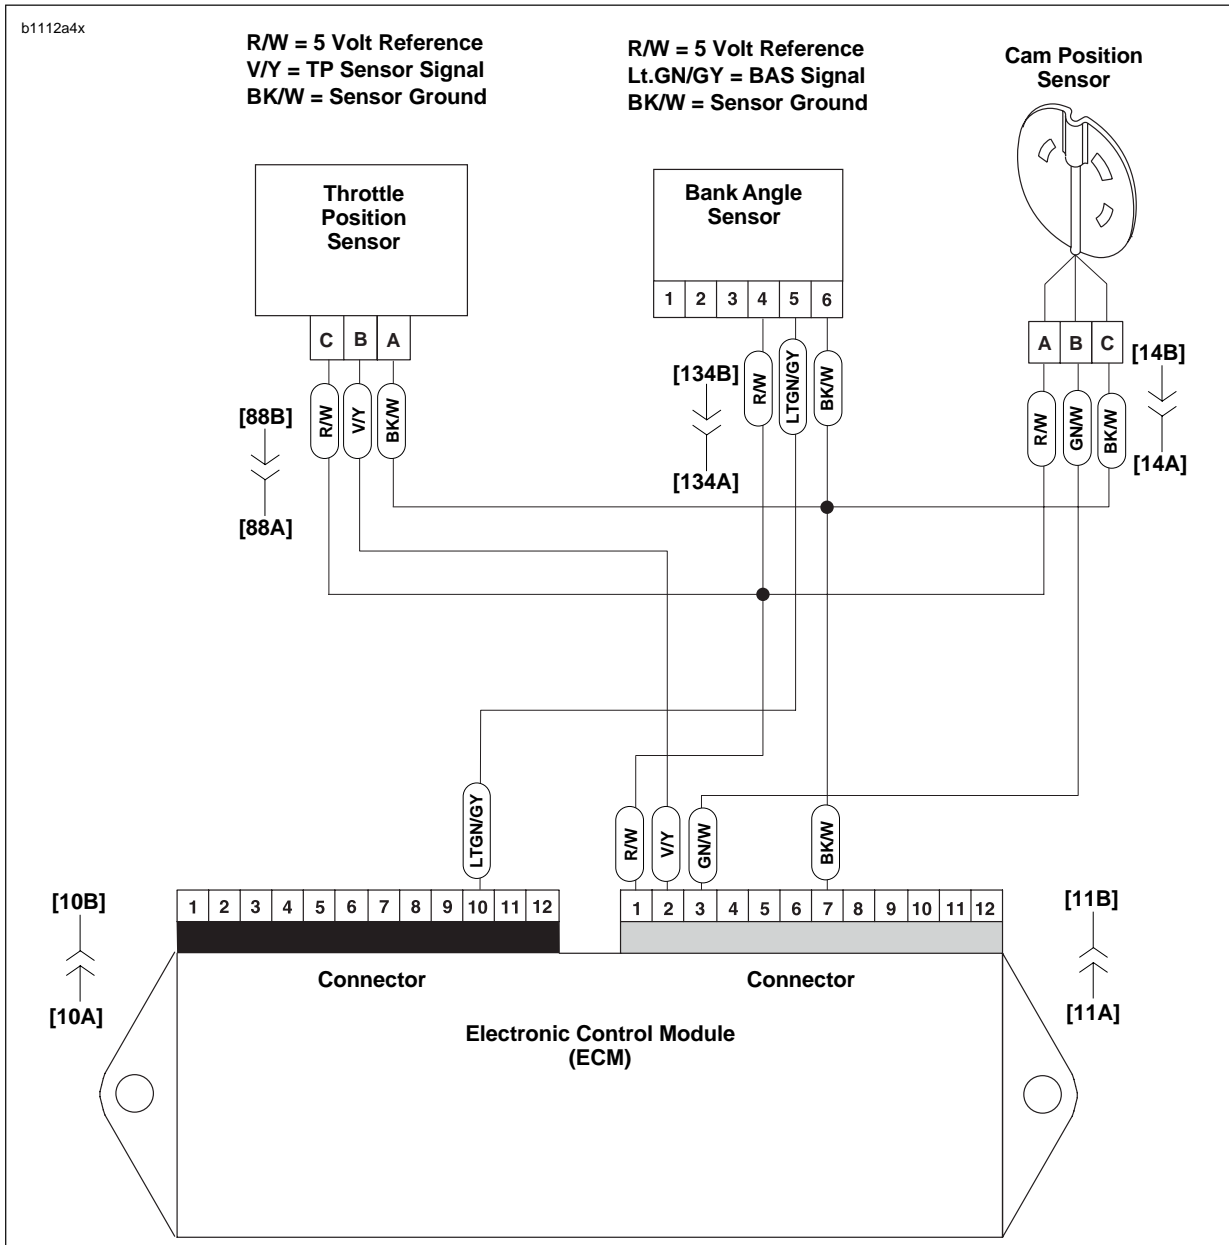 b1112a4x
R/W = 5 Volt Reference
V/Y = TP Sensor Signal
BK/W = Sensor Ground
R/W = 5 Volt Reference
Lt.GN/GY = BAS Signal
BK/W = Sensor Ground
Cam Position
Sensor
Throttle
Position
Sensor
Bank Angle
Sensor
1 2 3 4 5 6
C B A
A B C
[14B]
[14A]
[134B]
[134A]
[88B]
[88A]
R/W V/Y BK/W
R/W LTGN/GY BK/W
R/W GN/W BK/W
LTGN/GY
R/W V/Y GN/W BK/W
[10B]
[10A]
1 2 3 4 5 6 7 8 9 10 11 12
1 2 3 4 5 6 7 8 9 10 11 12
[11B]
[11A]
Connector
Connector
Electronic Control Module
(ECM)